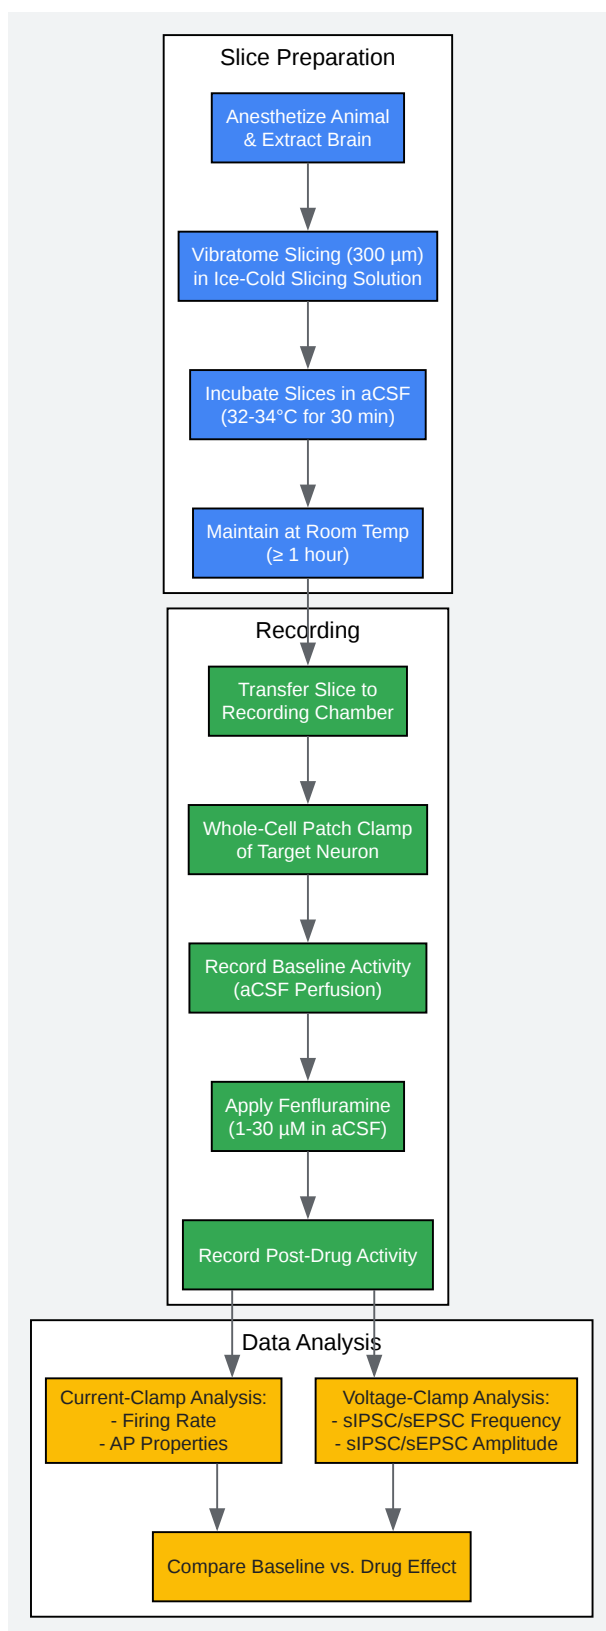 Slice Preparation
Anesthetize Animal
& Extract Brain
Vibratome Slicing (300 µm)
in Ice-Cold Slicing Solution
Incubate Slices in aCSF
(32-34°C for 30 min)
Maintain at Room Temp
(≥ 1 hour)
Recording
Transfer Slice to
Recording Chamber
Whole-Cell Patch Clamp
of Target Neuron
Record Baseline Activity
(aCSF Perfusion)
Apply Fenfluramine
(1-30 µM in aCSF)
Record Post-Drug Activity
Data Analysis
Current-Clamp Analysis:
- Firing Rate
- AP Properties
Voltage-Clamp Analysis:
- sIPSC/sEPSC Frequency
- sIPSC/sEPSC Amplitude
Compare Baseline vs. Drug Effect